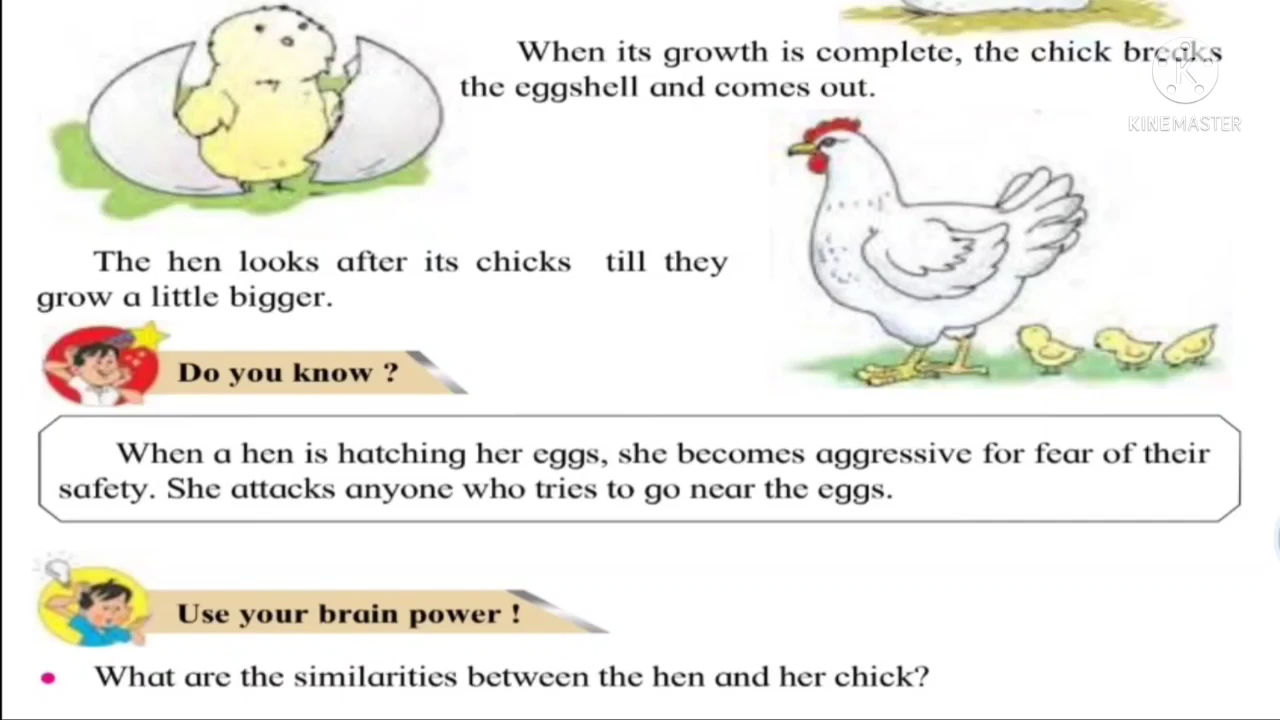 When its growth is complete, the chick breaks
the eggshell and comes out.
KINEMASTER
The hen looks after its chicks till they
grow a little bigger.
Do you know ?
When a hen is hatching her eggs, she becomes aggressive for fear of their
safety. She attacks anyone who tries to go near the eggs.
Use your brain power !
• What are the similarities between the hen and her chick?